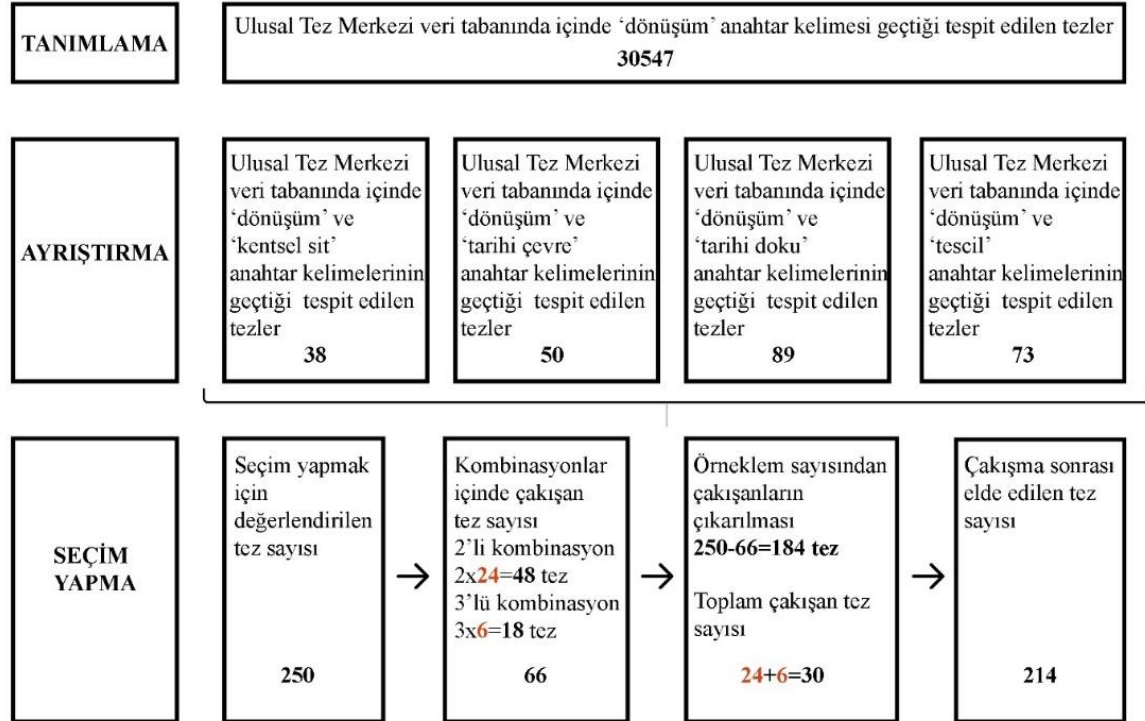 TANIMLAMA
Ulusal Tez Merkezi veri tabanında içinde ‘dönüşüm’ anahtar kelimesi geçtiği tespit edilen tezler
30547
AYRIŞTIRMA
Ulusal Tez Merkezi
veri tabanında içinde
‘dönüşüm’ ve
‘kentsel sit’
anahtar kelimelerinin
geçtiği tespit edilen
tezler
38
Ulusal Tez Merkezi
veri tabanında içinde
‘dönüşüm’ ve
‘tarihi çevre’
anahtar kelimelerinin
geçtiği tespit edilen
tezler
50
Ulusal Tez Merkezi
veri tabanında içinde
‘dönüşüm’ ve
‘tarihi doku’
anahtar kelimelerinin
geçtiği tespit edilen
tezler
89
Ulusal Tez Merkezi
veri tabanında içinde
‘dönüşüm’ ve
‘tescil’
anahtar kelimelerinin
geçtiği tespit edilen
tezler
73
SEÇİM
YAPMA
Seçim yapmak
için
değerlendirilen
tez sayısı
250
→
Kombinasyonlar
içinde çakışan
tez sayısı
2’li kombinasyon
2x24=48 tez
3’lü kombinasyon
3x6=18 tez
66
→
Örneklem sayısından
çakışanların
çıkarılması
250-66=184 tez
Toplam çakışan tez
sayısı
24+6=30
→
Çakışma sonrası
elde edilen tez
sayısı
214